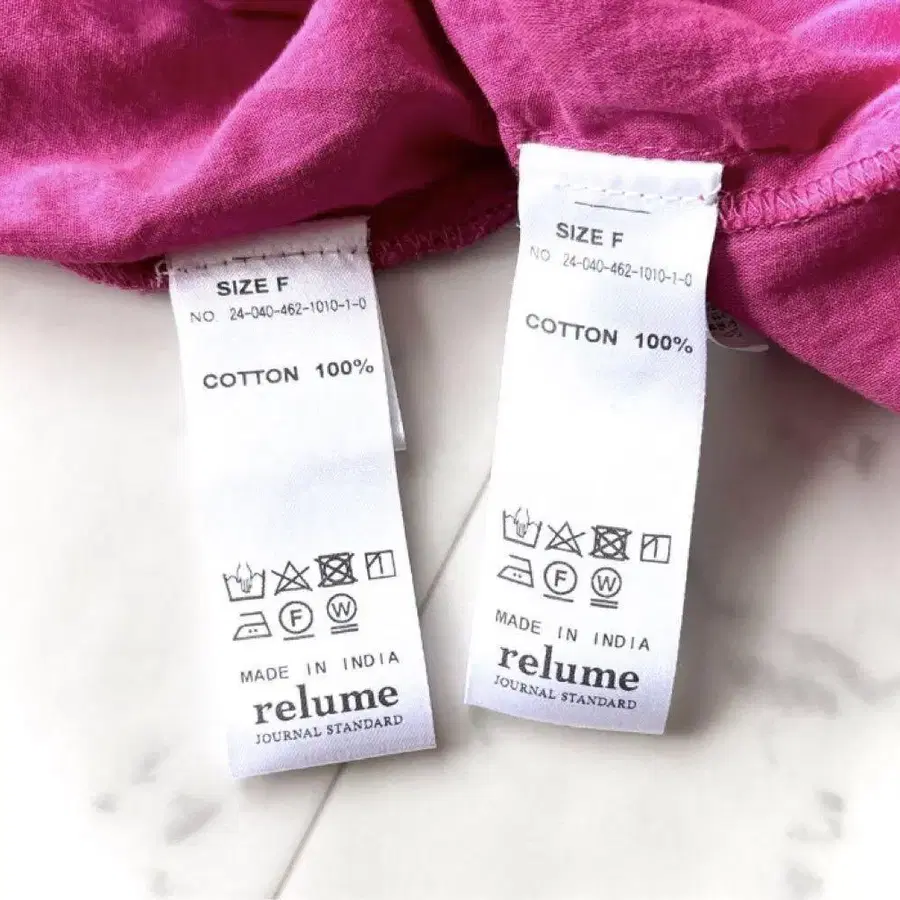 SIZE F
NO. 24-040-462-1010-1-0
COTTON 100%
F W
MADE IN INDIA
relume
JOURNAL STANDARD
SIZE F
NO 24-040-462-1010-1-0
COTTON 100%
F W
MADE IN INDIA
relume
JOURNAL STANDARD